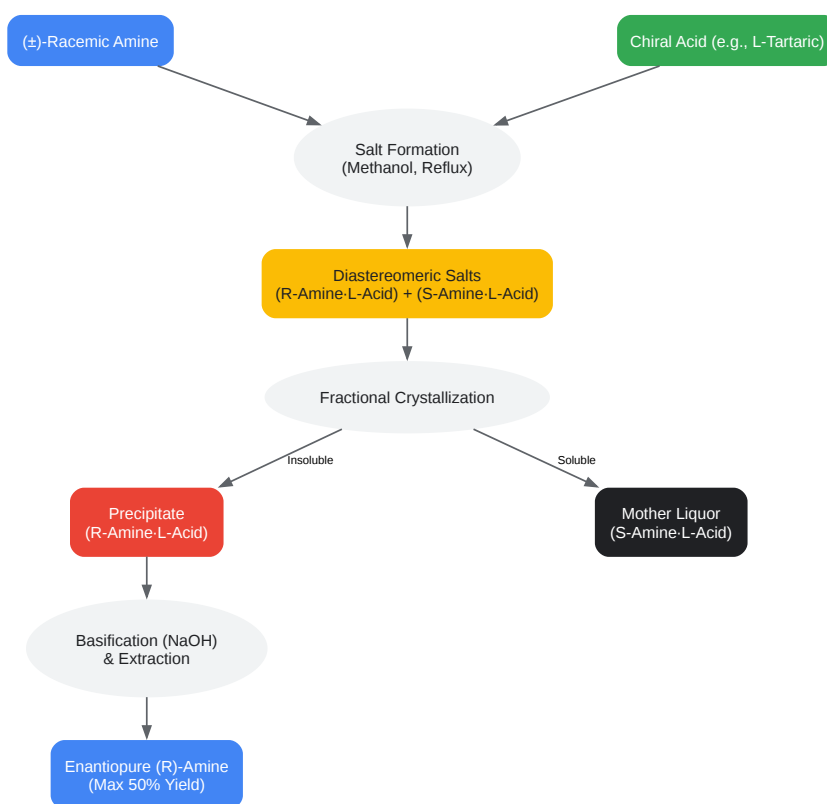 (±)-Racemic Amine
Chiral Acid (e.g., L-Tartaric)
Salt Formation
(Methanol, Reflux)
Diastereomeric Salts
(R-Amine·L-Acid) + (S-Amine·L-Acid)
Fractional Crystallization
Insoluble
Soluble
Precipitate
(R-Amine·L-Acid)
Mother Liquor
(S-Amine·L-Acid)
Basification (NaOH)
& Extraction
Enantiopure (R)-Amine
(Max 50% Yield)